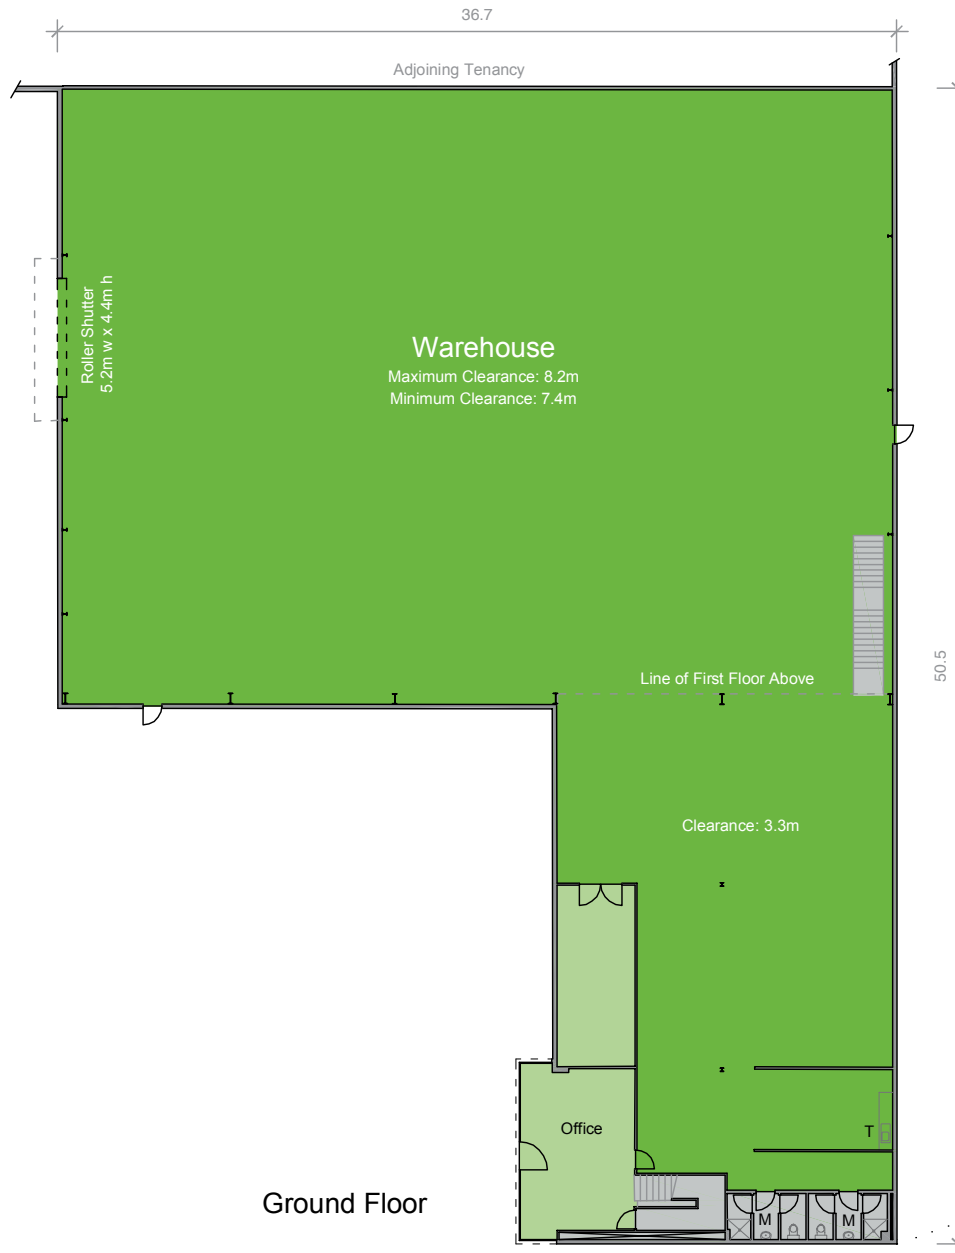 36.7
Adjoining Tenancy
Roller Shutter
5.2m w x 4.4m h
Warehouse
Maximum Clearance: 8.2m
Minimum Clearance: 7.4m
50.5
Line of First Floor Above
Clearance: 3.3m
Office
T
Ground Floor
M
M